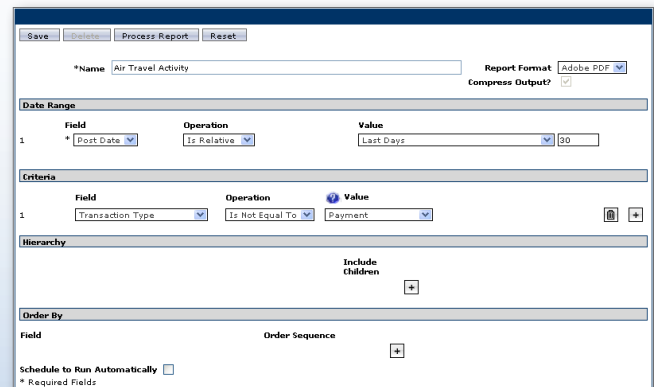 Save Delete Process Report Reset
*Name Air Travel Activity Report Format Adobe PDF
Compress Output?
Date Range
Field Operation Value
1 * Post Date Is Relative Last Days 30
Criteria
Field Operation ? Value
1 Transaction Type Is Not Equal To Payment +
Hierarchy
Include
Children
+
Order By
Field Order Sequence
+
Schedule to Run Automatically
* Required Fields